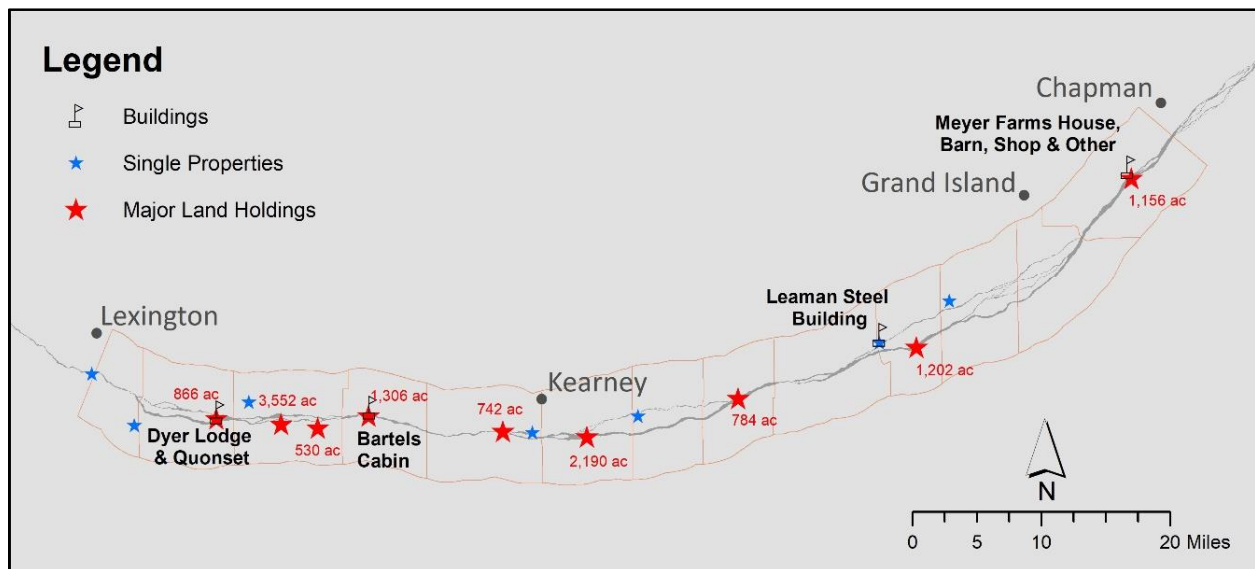 Legend
Buildings
Single Properties
Major Land Holdings
Chapman
Meyer Farms House,
Barn, Shop & Other
Grand Island
1,156 ac
Leaman Steel
Building
1,202 ac
Lexington
Kearney
866 ac
3,552 ac
1,306 ac
742 ac
784 ac
Dyer Lodge
& Quonset
530 ac
Bartels
Cabin
2,190 ac
N
0 5 10 20 Miles